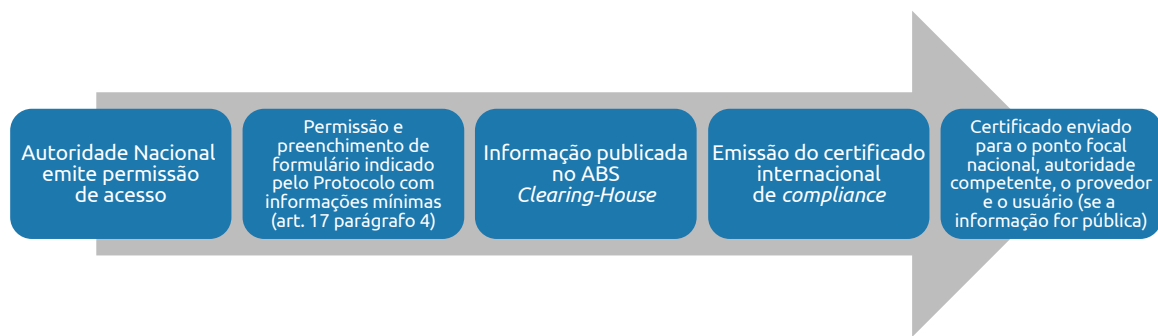 Autoridade Nacional
emite permissão
de acesso
Permissão e
preenchimento de
formulário indicado
pelo Protocolo com
informações mínimas
(art. 17 parágrafo 4)
Informação publicada
no ABS
Clearing-House
Emissão do certificado
internacional
de compliance
Certificado enviado
para o ponto focal
nacional, autoridade
competente, o provedor
e o usuário (se a
informação for pública)